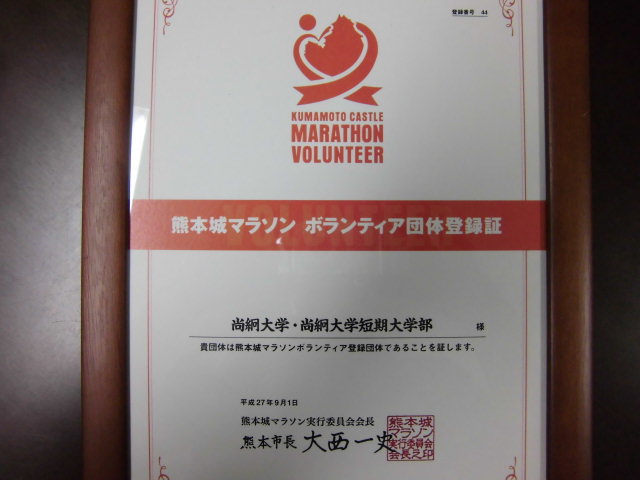 登録番号 44
KUMAMOTO CASTLE
MARATHON
VOLUNTEER
熊本城マラソン ボランティア団体登録証
尚絅大学・尚絅大学短期大学部 様
貴団体は熊本城マラソンボランティア登録団体であることを証します。
平成27年9月1日
熊本城マラソン実行委員会会長
熊本市長 大西一史
熊本城
マラソン
実行委員会
会長之印